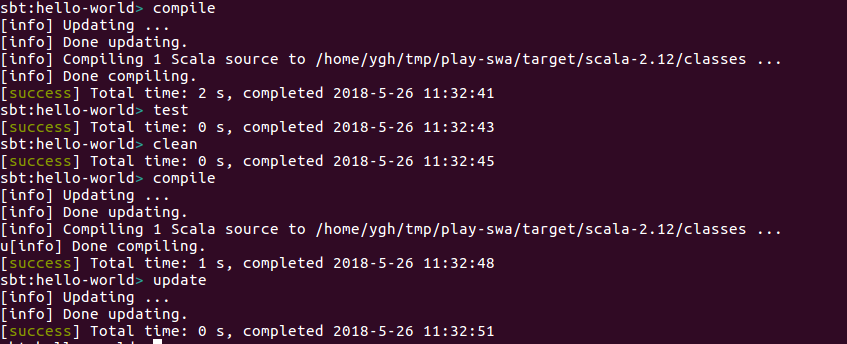 sbt:hello-world> compile
[info] Updating ...
[info] Done updating.
[info] Compiling 1 Scala source to /home/ygh/tmp/play-swa/target/scala-2.12/classes ...
[info] Done compiling.
[success] Total time: 2 s, completed 2018-5-26 11:32:41
sbt:hello-world> test
[success] Total time: 0 s, completed 2018-5-26 11:32:43
sbt:hello-world> clean
[success] Total time: 0 s, completed 2018-5-26 11:32:45
sbt:hello-world> compile
[info] Updating ...
[info] Done updating.
[info] Compiling 1 Scala source to /home/ygh/tmp/play-swa/target/scala-2.12/classes ...
u[info] Done compiling.
[success] Total time: 1 s, completed 2018-5-26 11:32:48
sbt:hello-world> update
[info] Updating ...
[info] Done updating.
[success] Total time: 0 s, completed 2018-5-26 11:32:51
sbt:hello-world>